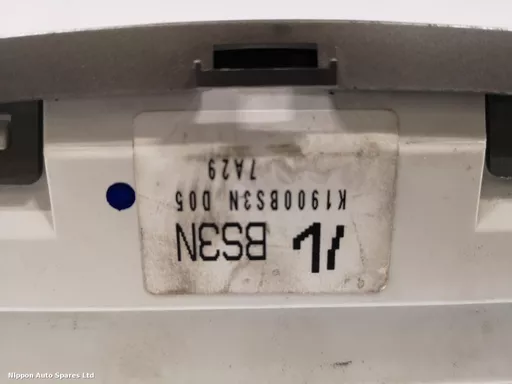 BS3N
K1900BS3N D05
7A29
Nippon Auto Spares Ltd